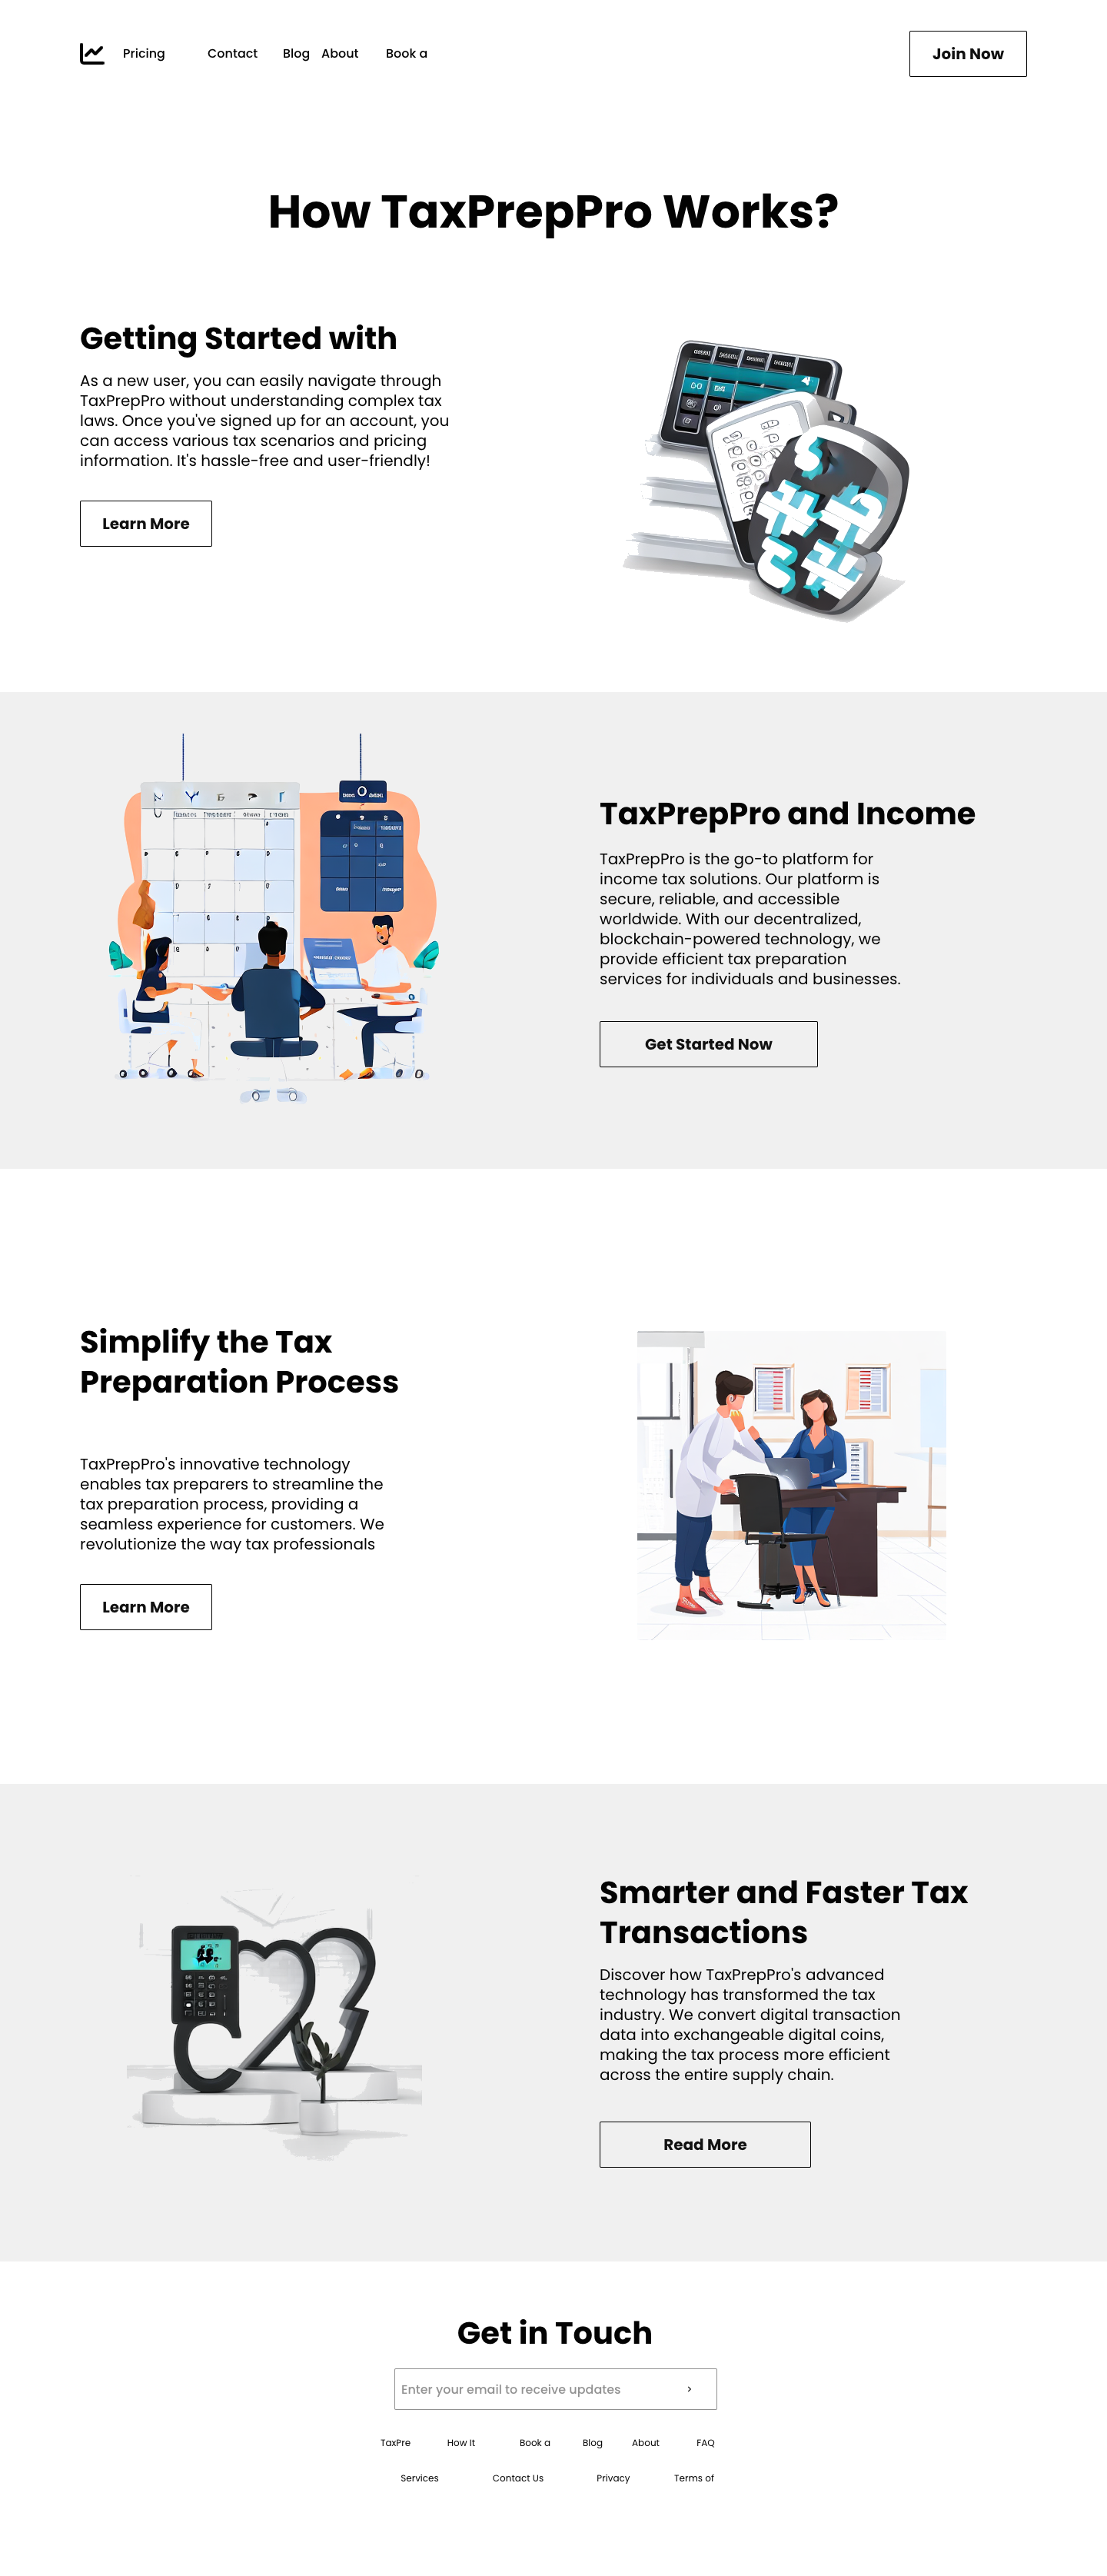 Pricing
Contact
Blog
About
Book a
Join Now
How TaxPrepPro Works?
Getting Started with
As a new user, you can easily navigate through
TaxPrepPro without understanding complex tax
laws. Once you've signed up for an account, you
can access various tax scenarios and pricing
information. It's hassle-free and user-friendly!
Learn More
TaxPrepPro and Income
TaxPrepPro is the go-to platform for
income tax solutions. Our platform is
secure, reliable, and accessible
worldwide. With our decentralized,
blockchain-powered technology, we
provide efficient tax preparation
services for individuals and businesses.
Get Started Now
Simplify the Tax
Preparation Process
TaxPrepPro's innovative technology
enables tax preparers to streamline the
tax preparation process, providing a
seamless experience for customers. We
revolutionize the way tax professionals
Learn More
Smarter and Faster Tax
Transactions
Discover how TaxPrepPro's advanced
technology has transformed the tax
industry. We convert digital transaction
data into exchangeable digital coins,
making the tax process more efficient
across the entire supply chain.
Read More
Get in Touch
Enter your email to receive updates
TaxPre
How It
Book a
Blog
About
FAQ
Services
Contact Us
Privacy
Terms of